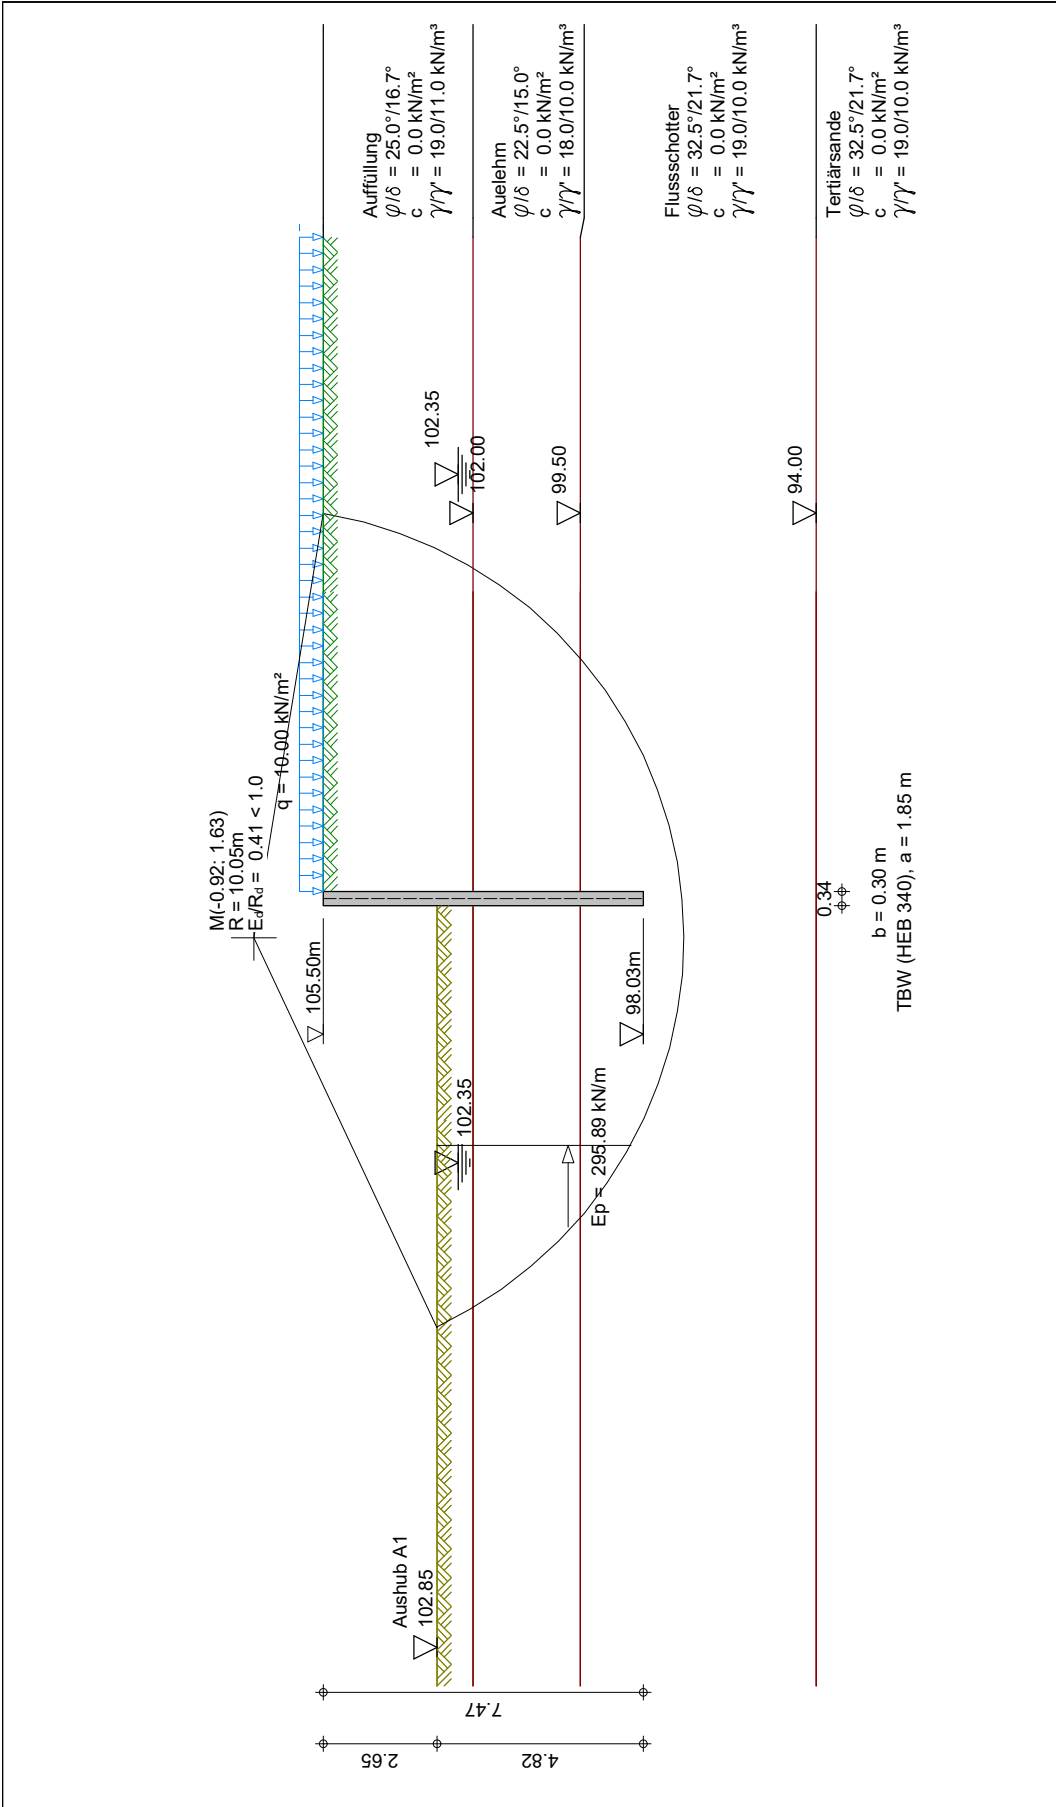 Auffüllung
φ/δ = 25.0°/16.7°
c = 0.0 kN/m²
γ/γ' = 19.0/11.0 kN/m³
Auelehm
φ/δ = 22.5°/15.0°
c = 0.0 kN/m²
γ/γ' = 18.0/10.0 kN/m³
Flussschotter
φ/δ = 32.5°/21.7°
c = 0.0 kN/m²
γ/γ' = 19.0/10.0 kN/m³
Tertiärsande
φ/δ = 32.5°/21.7°
c = 0.0 kN/m²
γ/γ' = 19.0/10.0 kN/m³
102.35
102.00
99.50
94.00
M(-0.92; 1.63)
R = 10.05m
Ed/Rd = 0.41 < 1.0
q = 10.00 kN/m²
105.50m
98.03m
0.34
b = 0.30 m
TBW (HEB 340), a = 1.85 m
102.35
Ep = 295.89 kN/m
Aushub A1
102.85
7.47
2.65
4.82